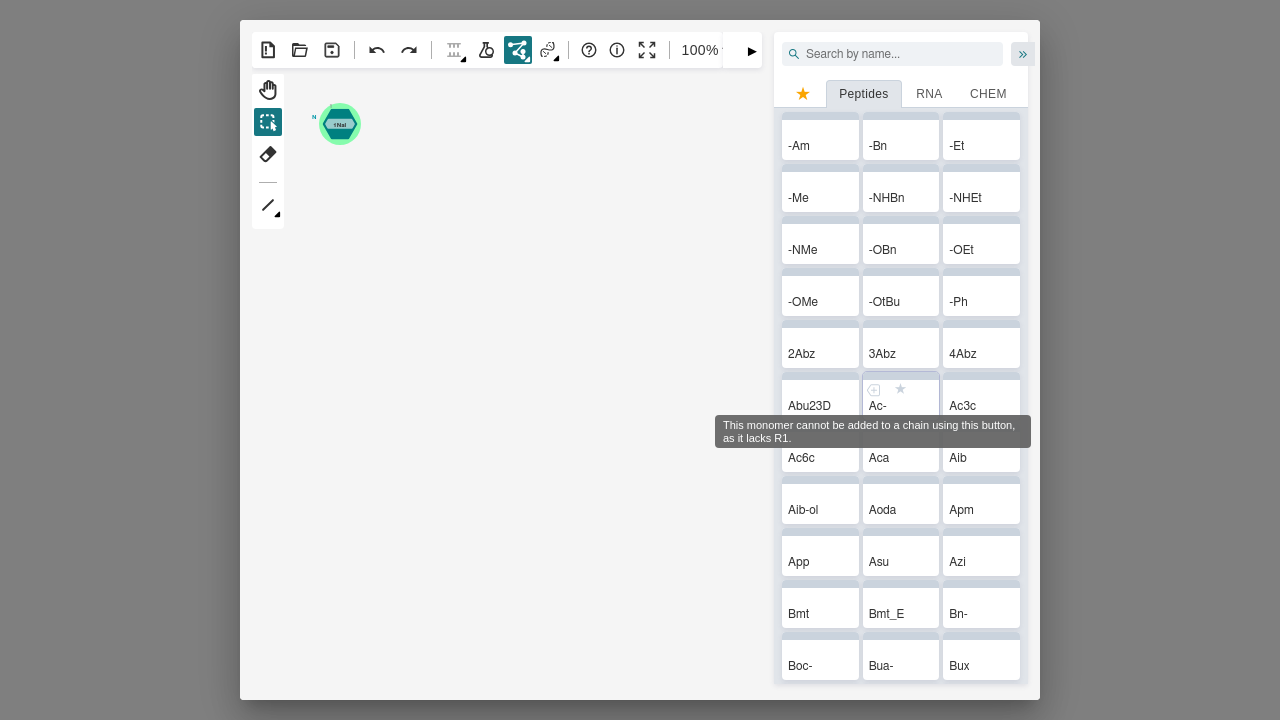 100%
Search by name...
Peptides RNA CHEM
N
1
1Nal
-Am -Bn -Et
-Me -NHBn -NHEt
-NMe -OBn -OEt
-OMe -OtBu -Ph
2Abz 3Abz 4Abz
Abu23D Ac- Ac3c
This monomer cannot be added to a chain using this button,
as it lacks R1.
Ac6c Aca Aib
Aib-ol Aoda Apm
App Asu Azi
Bmt Bmt_E Bn-
Boc- Bua- Bux